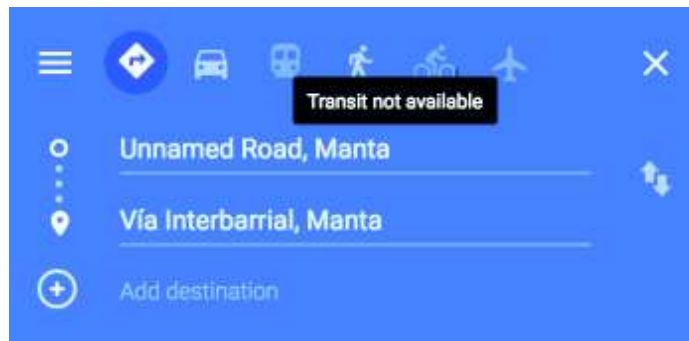 Transit not available
Unnamed Road, Manta
Vía Interbarrial, Manta
Add destination